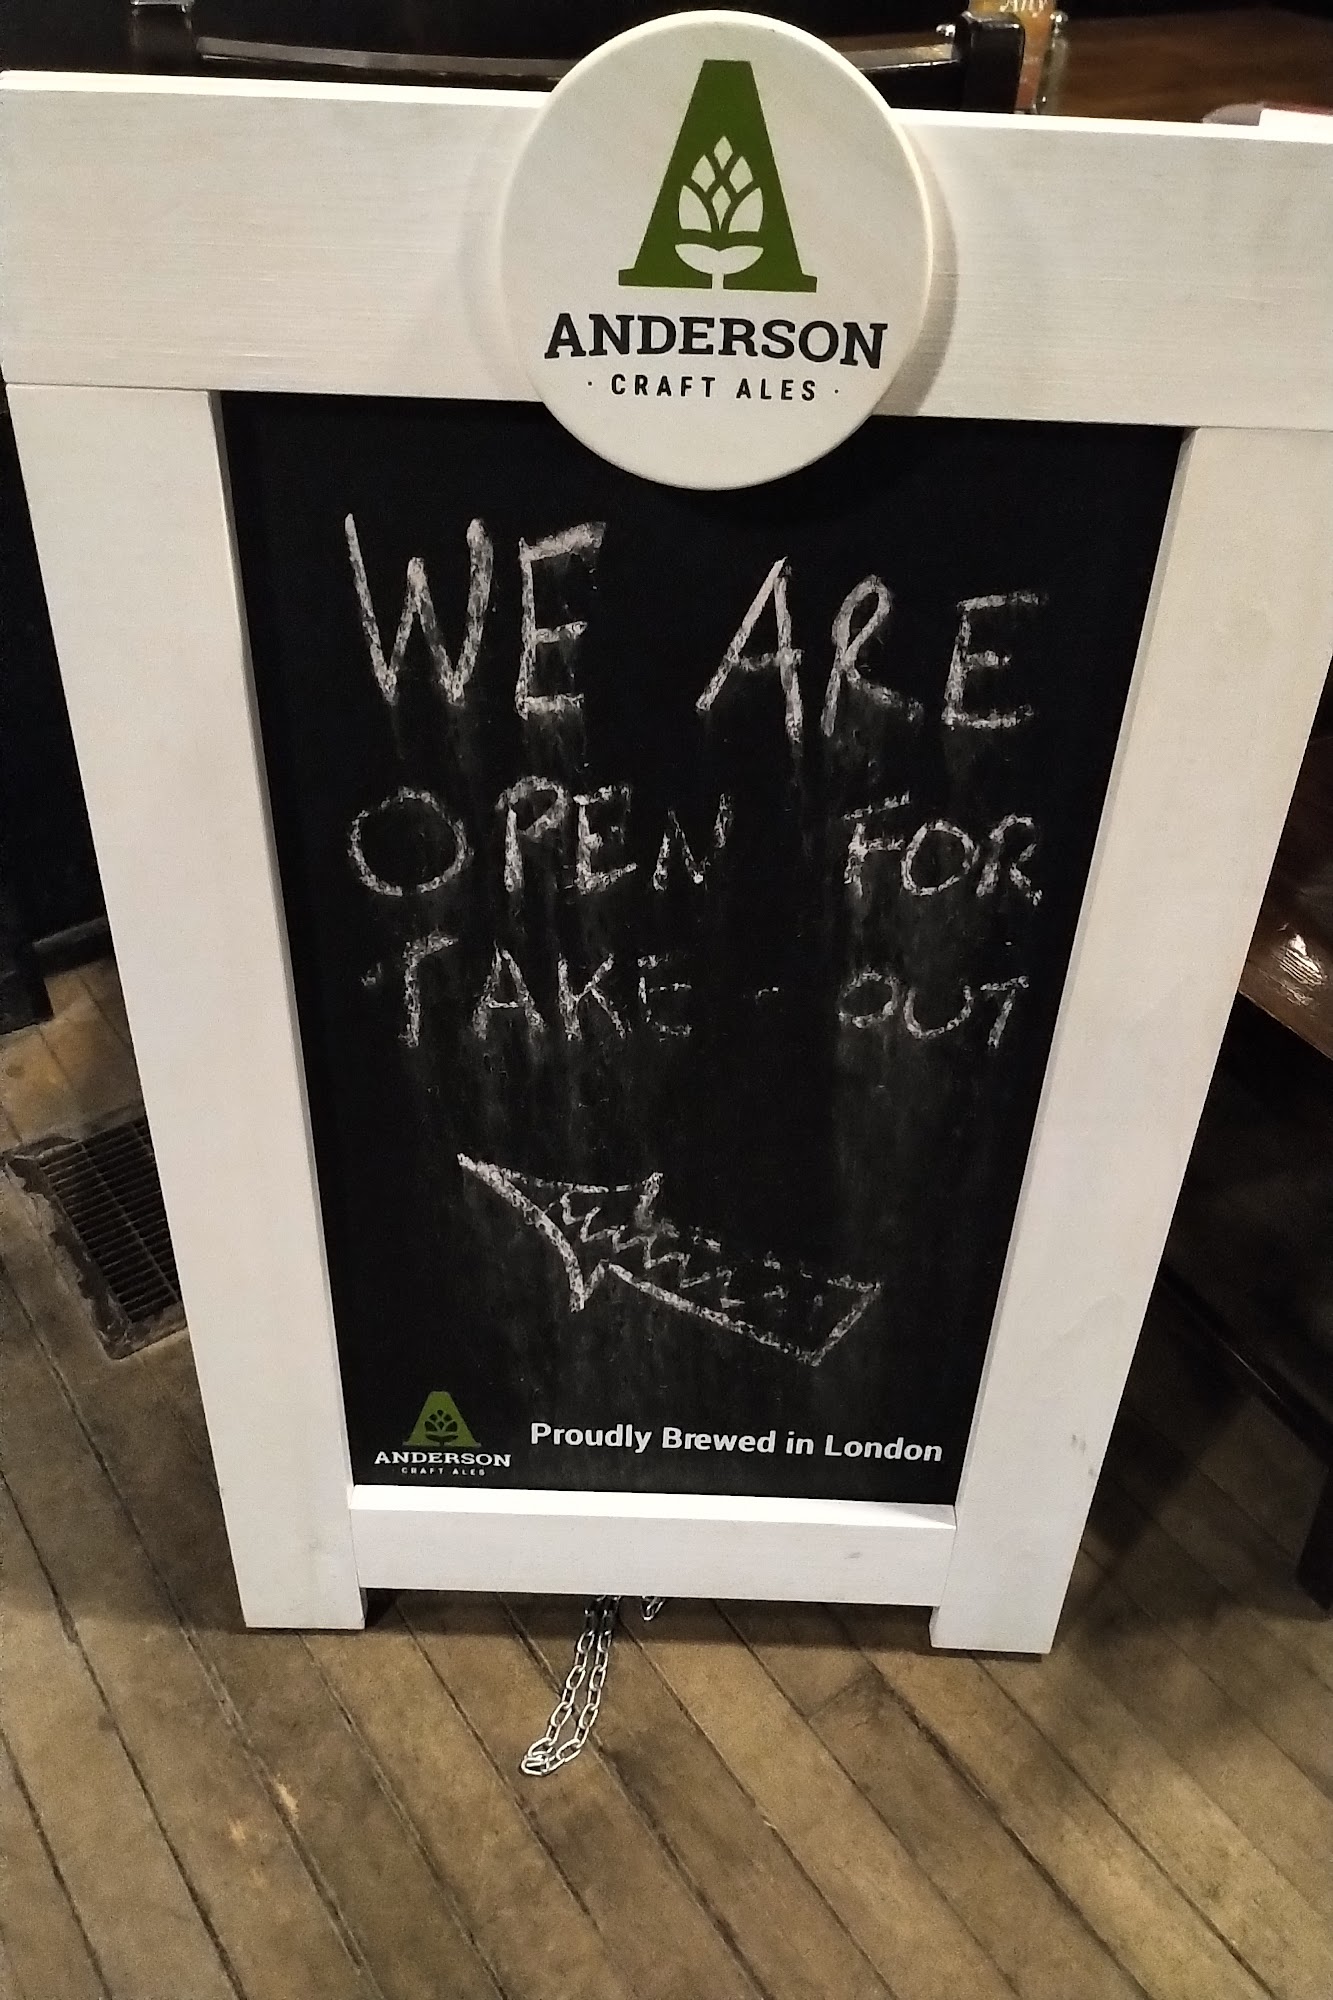 ANDERSON
· CRAFT ALES ·
WE ARE
OPEN FOR
TAKE-OUT
ANDERSON
CRAFT ALES
Proudly Brewed in London